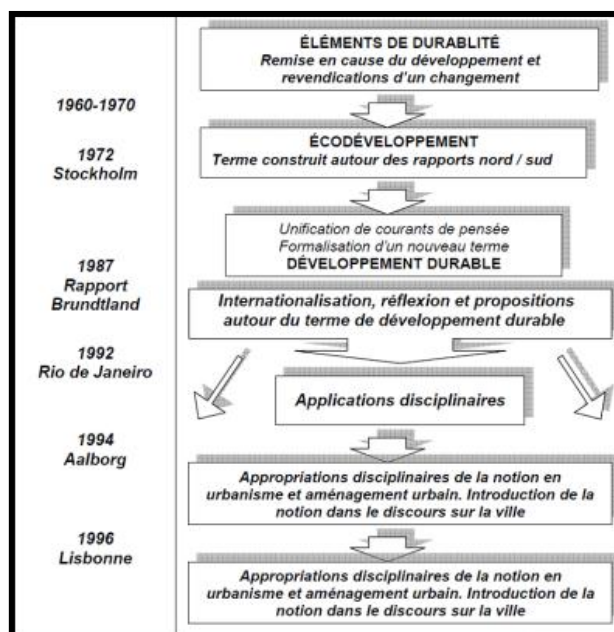 ÉLÉMENTS DE DURABLITÉ
Remise en cause du développement et
revendications d'un changement
1960-1970
1972
Stockholm
ÉCODÉVELOPPEMENT
Terme construit autour des rapports nord / sud
Unification de courants de pensée
Formalisation d'un nouveau terme
DÉVELOPPEMENT DURABLE
1987
Rapport
Brundtland
Internationalisation, réflexion et propositions
autour du terme de développement durable
1992
Rio de Janeiro
Applications disciplinaires
1994
Aalborg
Appropriations disciplinaires de la notion en
urbanisme et aménagement urbain. Introduction de la
notion dans le discours sur la ville
1996
Lisbonne
Appropriations disciplinaires de la notion en
urbanisme et aménagement urbain. Introduction de la
notion dans le discours sur la ville